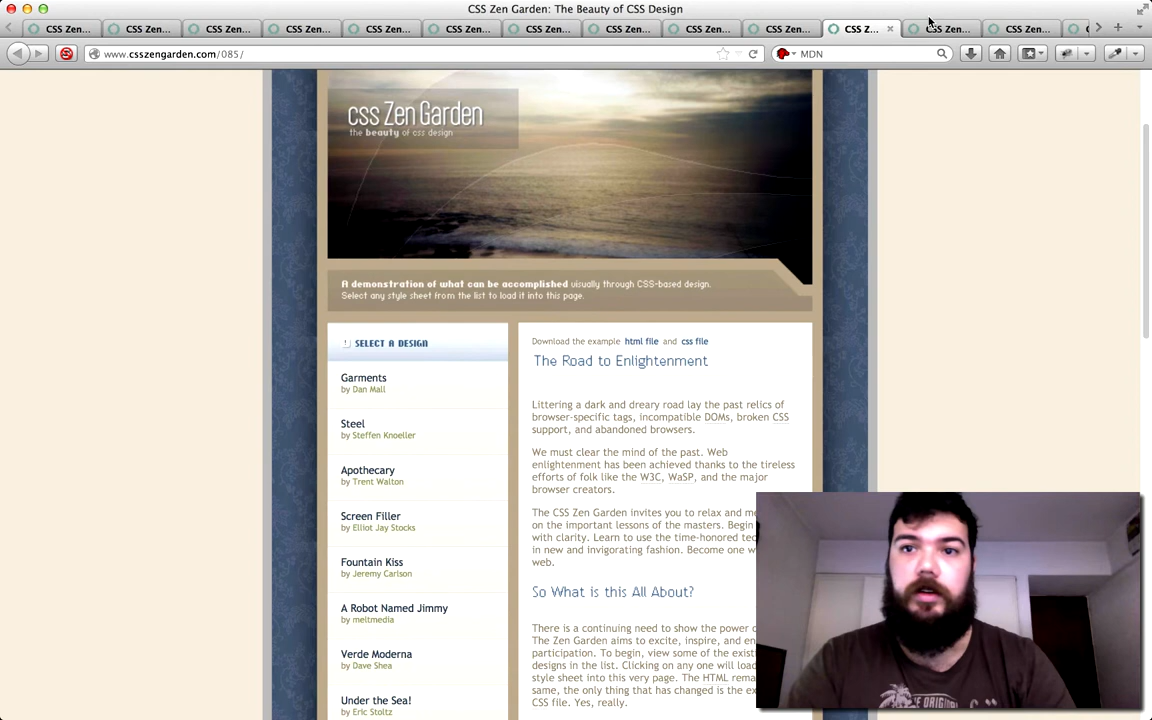 CSS Zen Garden: The Beauty of CSS Design
CSS Zen... CSS Zen... CSS Zen... CSS Zen... CSS Zen... CSS Zen... CSS Zen... CSS Zen... CSS Zen... CSS Zen... CSS Z... CSS Zen... CSS Zen...
www.csszengarden.com/085/
MDN
css Zen Garden
the beauty of css design
A demonstration of what can be accomplished visually through CSS-based design.
Select any style sheet from the list to load it into this page.
SELECT A DESIGN
Garments
by Dan Mall
Steel
by Steffen Knoeller
Apothecary
by Trent Walton
Screen Filler
by Elliot Jay Stocks
Fountain Kiss
by Jeremy Carlson
A Robot Named Jimmy
by meltmedia
Verde Moderna
by Dave Shea
Under the Sea!
by Eric Stoltz
Download the example html file and css file
The Road to Enlightenment
Littering a dark and dreary road lay the past relics of
browser-specific tags, incompatible DOMs, broken CSS
support, and abandoned browsers.
We must clear the mind of the past. Web
enlightenment has been achieved thanks to the tireless
efforts of folk like the W3C, WaSP, and the major
browser creators.
The CSS Zen Garden invites you to relax and
on the important lessons of the masters. Begin
with clarity. Learn to use the time-honored
in new and invigorating fashion. Become one
web.
So What is this All About?
There is a continuing need to show the power
The Zen Garden aims to excite, inspire, and
participation. To begin, view some of the
designs in the list. Clicking on any one will load
style sheet into this very page. The HTML
same, the only thing that has changed is the
CSS file. Yes, really.